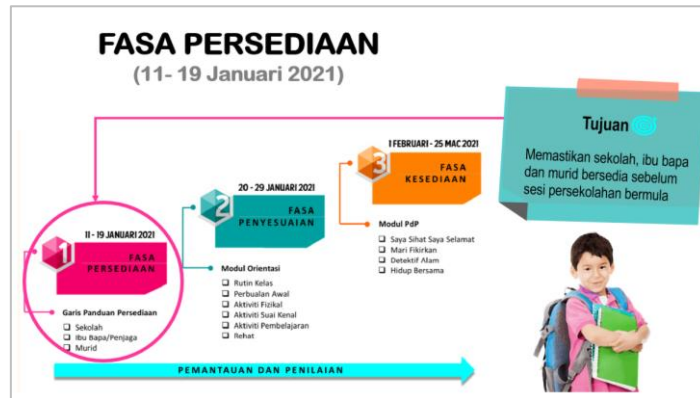 FASA PERSEDIAAN
(11- 19 Januari 2021)
Tujuan
Memastikan sekolah, ibu bapa
dan murid bersedia sebelum
sesi persekolahan bermula
1
11 - 19 JANUARI 2021
FASA
PERSEDIAAN
Garis Panduan Persediaan
Sekolah
Ibu Bapa/Penjaga
Murid
2
20 - 29 JANUARI 2021
FASA
PENYESUAIAN
Modul Orientasi
Rutin Kelas
Perbualan Awal
Aktiviti Fizikal
Aktiviti Suai Kenal
Aktiviti Pembelajaran
Rehat
3
1 FEBRUARI - 25 MAC 2021
FASA
KESEDIAAN
Modul PdP
Saya Sihat Saya Selamat
Mari Fikirkan
Detektif Alam
Hidup Bersama
PEMANTAUAN DAN PENILAIAN